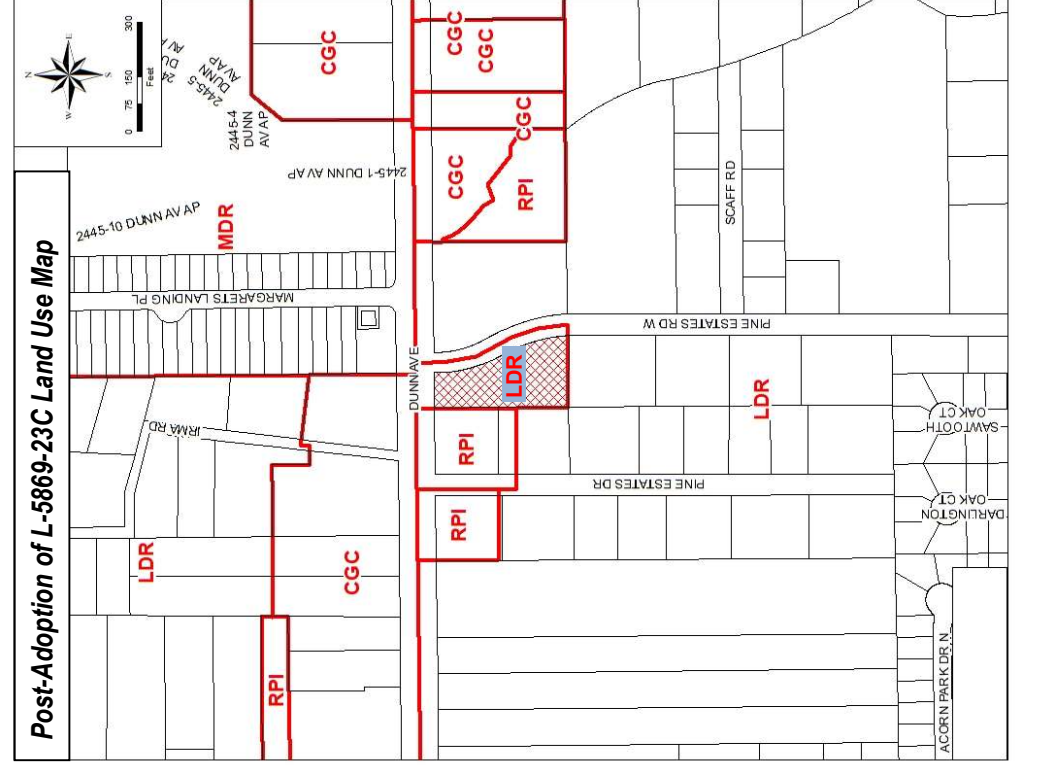 Post-Adoption of L-5869-23C Land Use Map
N
E
S
W
0
75
150
300
Feet
2445-5
DUNN
AV AP
2445-4
DUNN
AV AP
2445-1 DUNN AV AP
2445-10 DUNN AV AP
MDR
CGC
CGC
CGC
CGC
CGC
RPI
MARGARETS LANDING PL
IRMA RD
DUNN AVE
SCAFF RD
PINE ESTATES RD W
LDR
LDR
RPI
PINE ESTATES DR
RPI
LDR
CGC
RPI
SAWTOOTH
OAK CT
DARLINGTON
OAK CT
ACORN PARK DR N